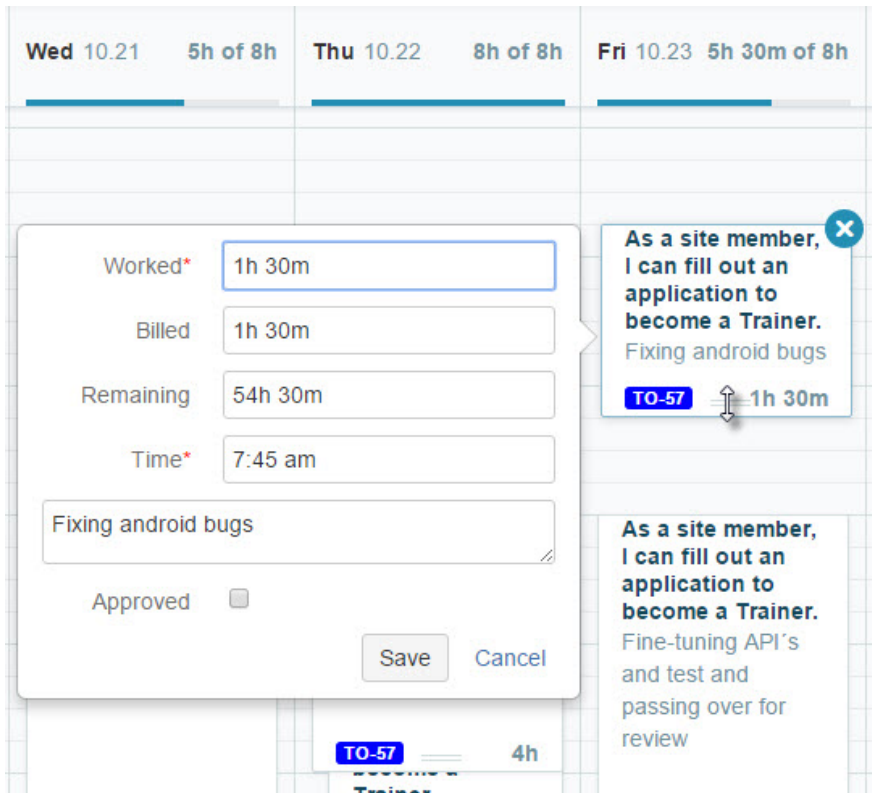 Wed 10.21 5h of 8h
Thu 10.22 8h of 8h
Fri 10.23 5h 30m of 8h
Worked* 1h 30m
Billed 1h 30m
Remaining 54h 30m
Time* 7:45 am
Fixing android bugs
Approved
Save Cancel
As a site member,
I can fill out an
application to
become a Trainer.
Fixing android bugs
TO-57 1h 30m
TO-57 4h
become a
Trainer.
As a site member,
I can fill out an
application to
become a Trainer.
Fine-tuning API´s
and test and
passing over for
review